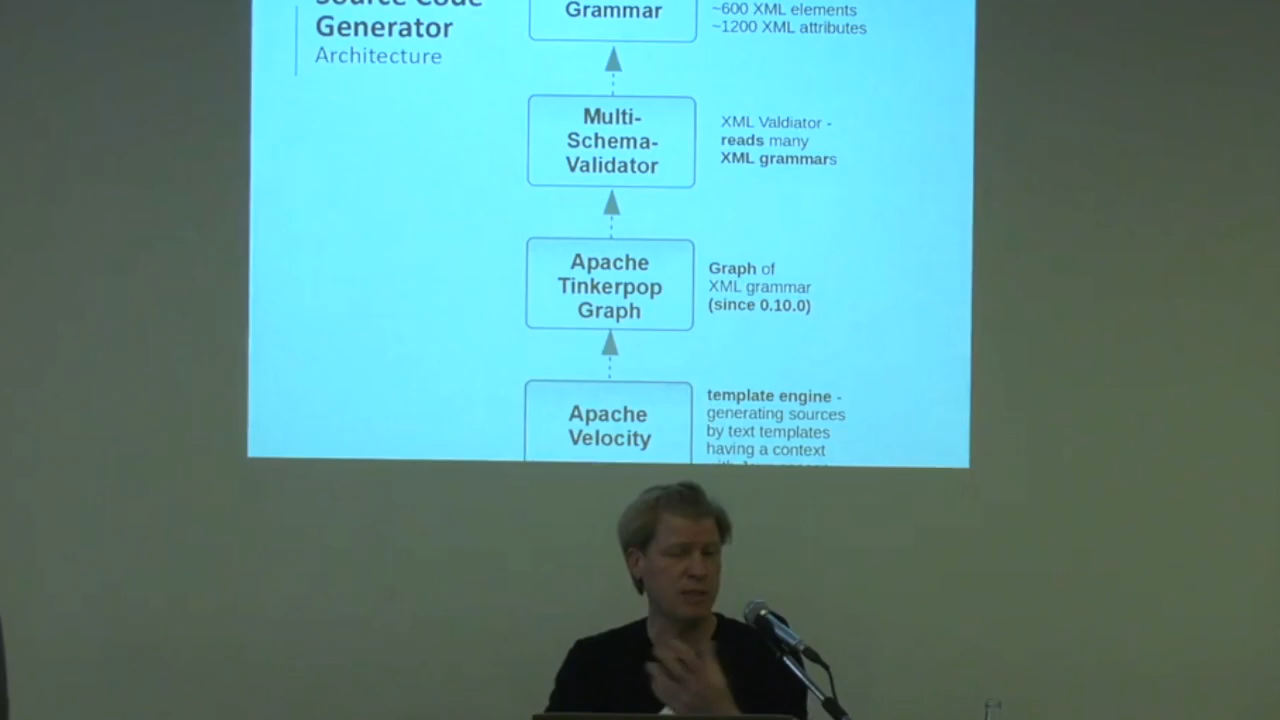 Source Code
Generator
Architecture
Grammar
~600 XML elements
~1200 XML attributes
Multi-
Schema-
Validator
XML Valdiator -
reads many
XML grammars
Apache
Tinkerpop
Graph
Graph of
XML grammar
(since 0.10.0)
Apache
Velocity
template engine -
generating sources
by text templates
having a context